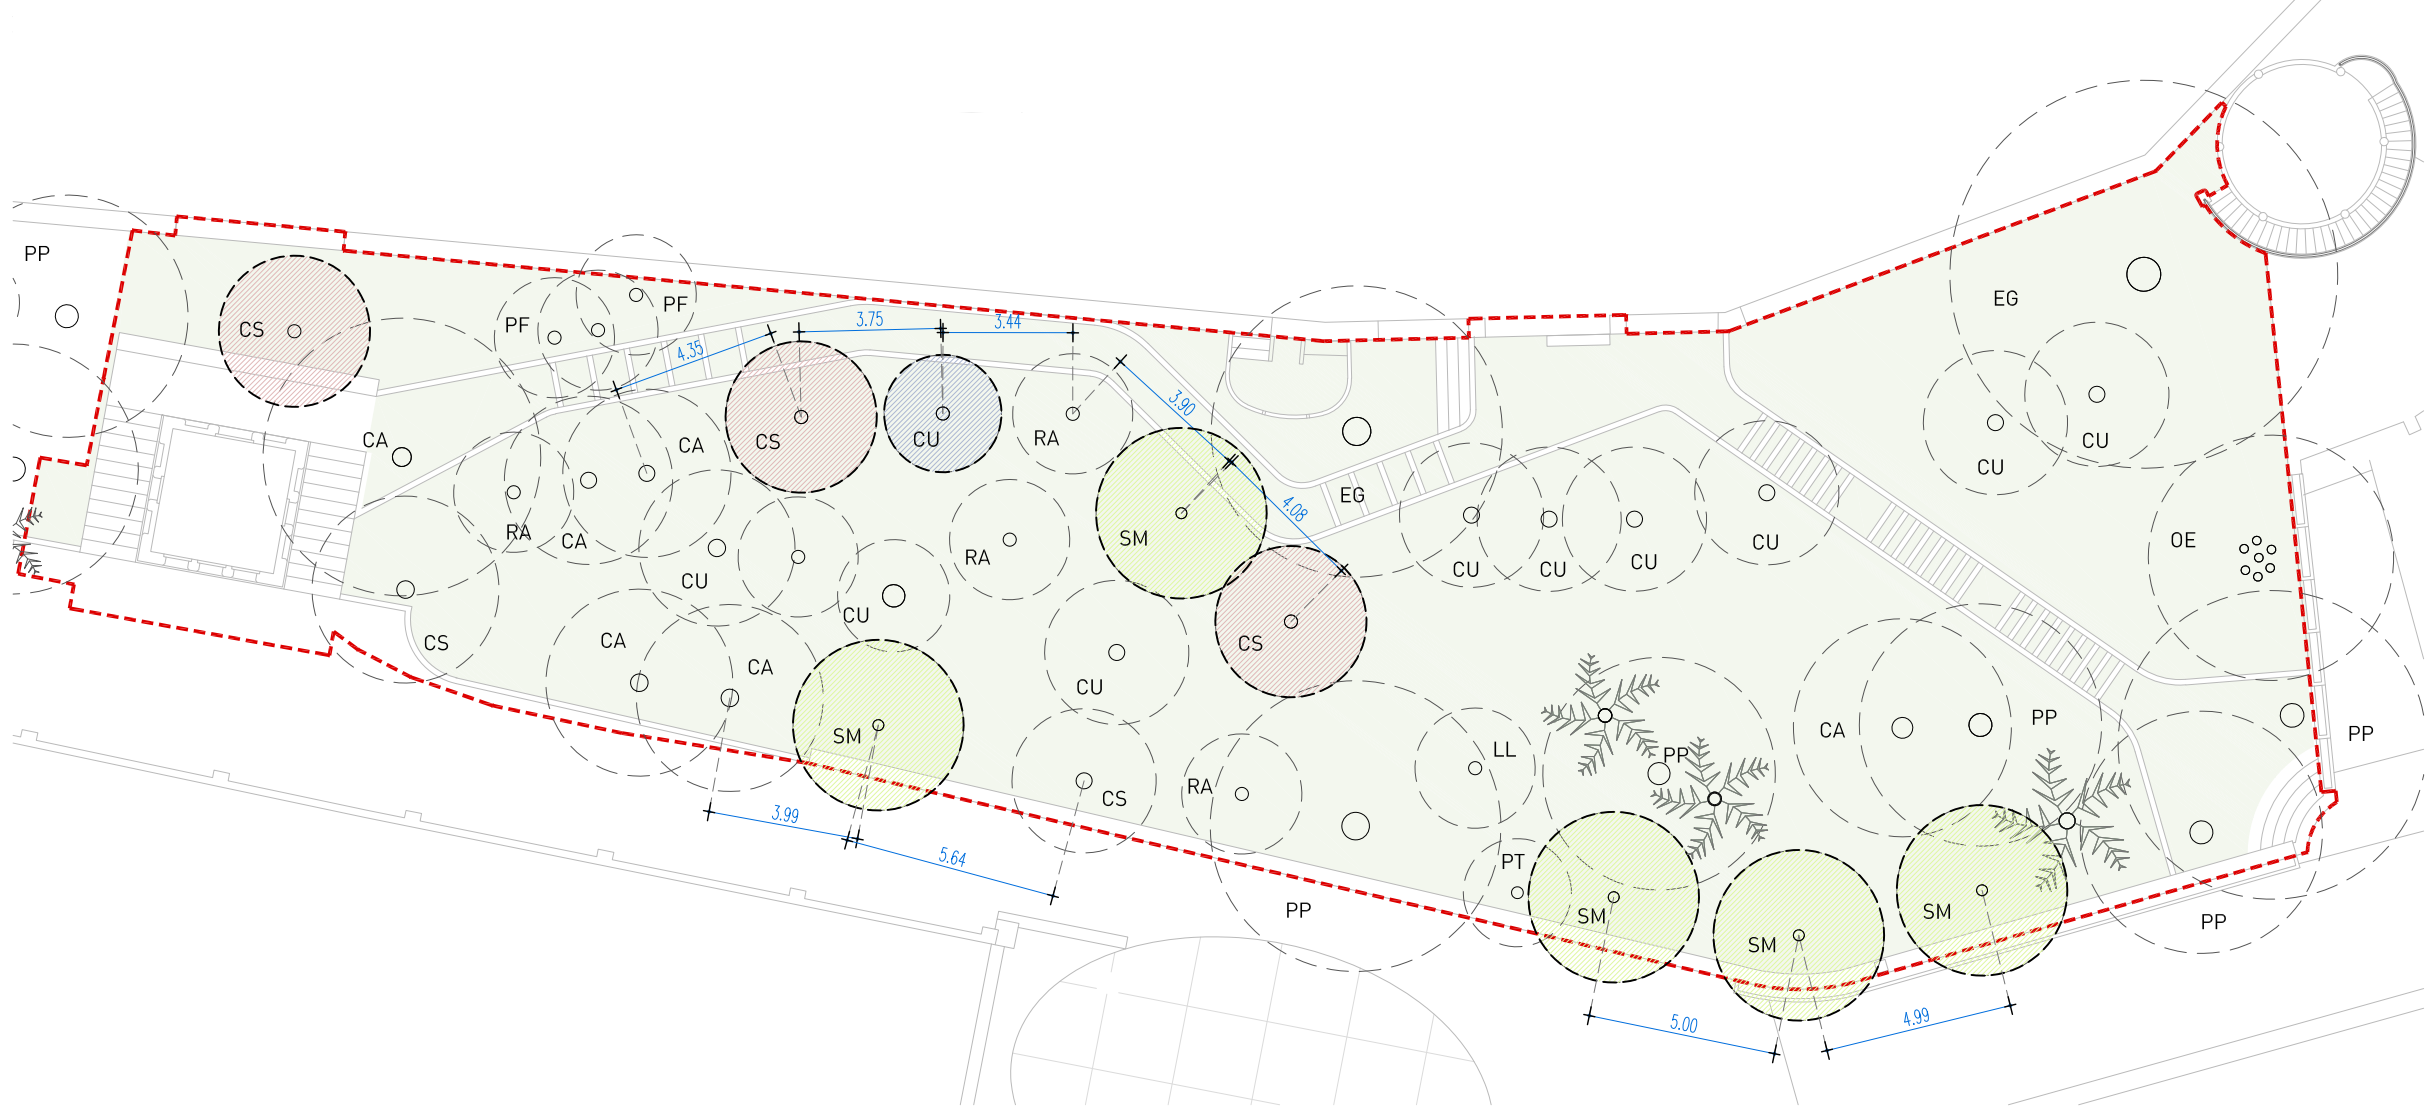 PP
CS
PF
PF
EG
3.75
3.44
4.35
3.90
CA
CA
CS
CU
RA
CU
CU
OE
EG
4.08
RA
CA
SM
RA
CU
CU
CU
CU
CU
CU
CS
CA
CS
CA
CU
SM
LL
PP
CA
PP
PP
CS
RA
3.99
5.64
PT
PP
SM
SM
SM
PP
5.00
4.99